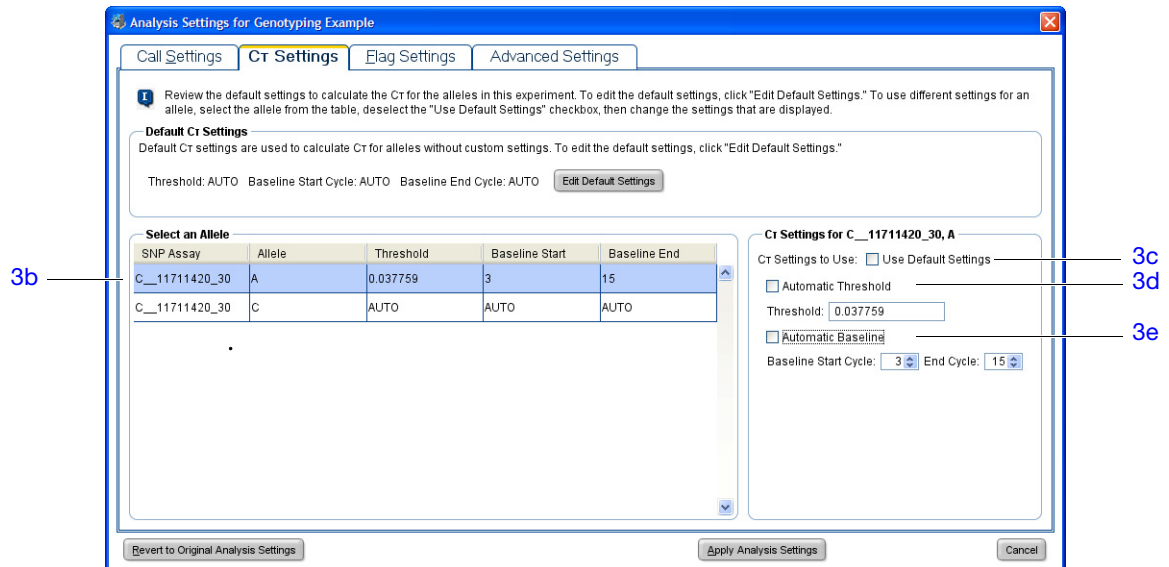 Analysis Settings for Genotyping Example
Call Settings
Cт Settings
Flag Settings
Advanced Settings
Review the default settings to calculate the Cт for the alleles in this experiment. To edit the default settings, click "Edit Default Settings." To use different settings for an
allele, select the allele from the table, deselect the "Use Default Settings" checkbox, then change the settings that are displayed.
Default Cт Settings
Default Cт settings are used to calculate Cт for alleles without custom settings. To edit the default settings, click "Edit Default Settings."
Threshold: AUTO Baseline Start Cycle: AUTO Baseline End Cycle: AUTO Edit Default Settings
Select an Allele
SNP Assay Allele Threshold Baseline Start Baseline End
3b C__11711420_30 A 0.037759 3 15
C__11711420_30 C AUTO AUTO AUTO
Cт Settings for C__11711420_30, A
Cт Settings to Use: Use Default Settings 3c
Automatic Threshold 3d
Threshold: 0.037759
Automatic Baseline 3e
Baseline Start Cycle: 3 End Cycle: 15
Revert to Original Analysis Settings
Apply Analysis Settings
Cancel